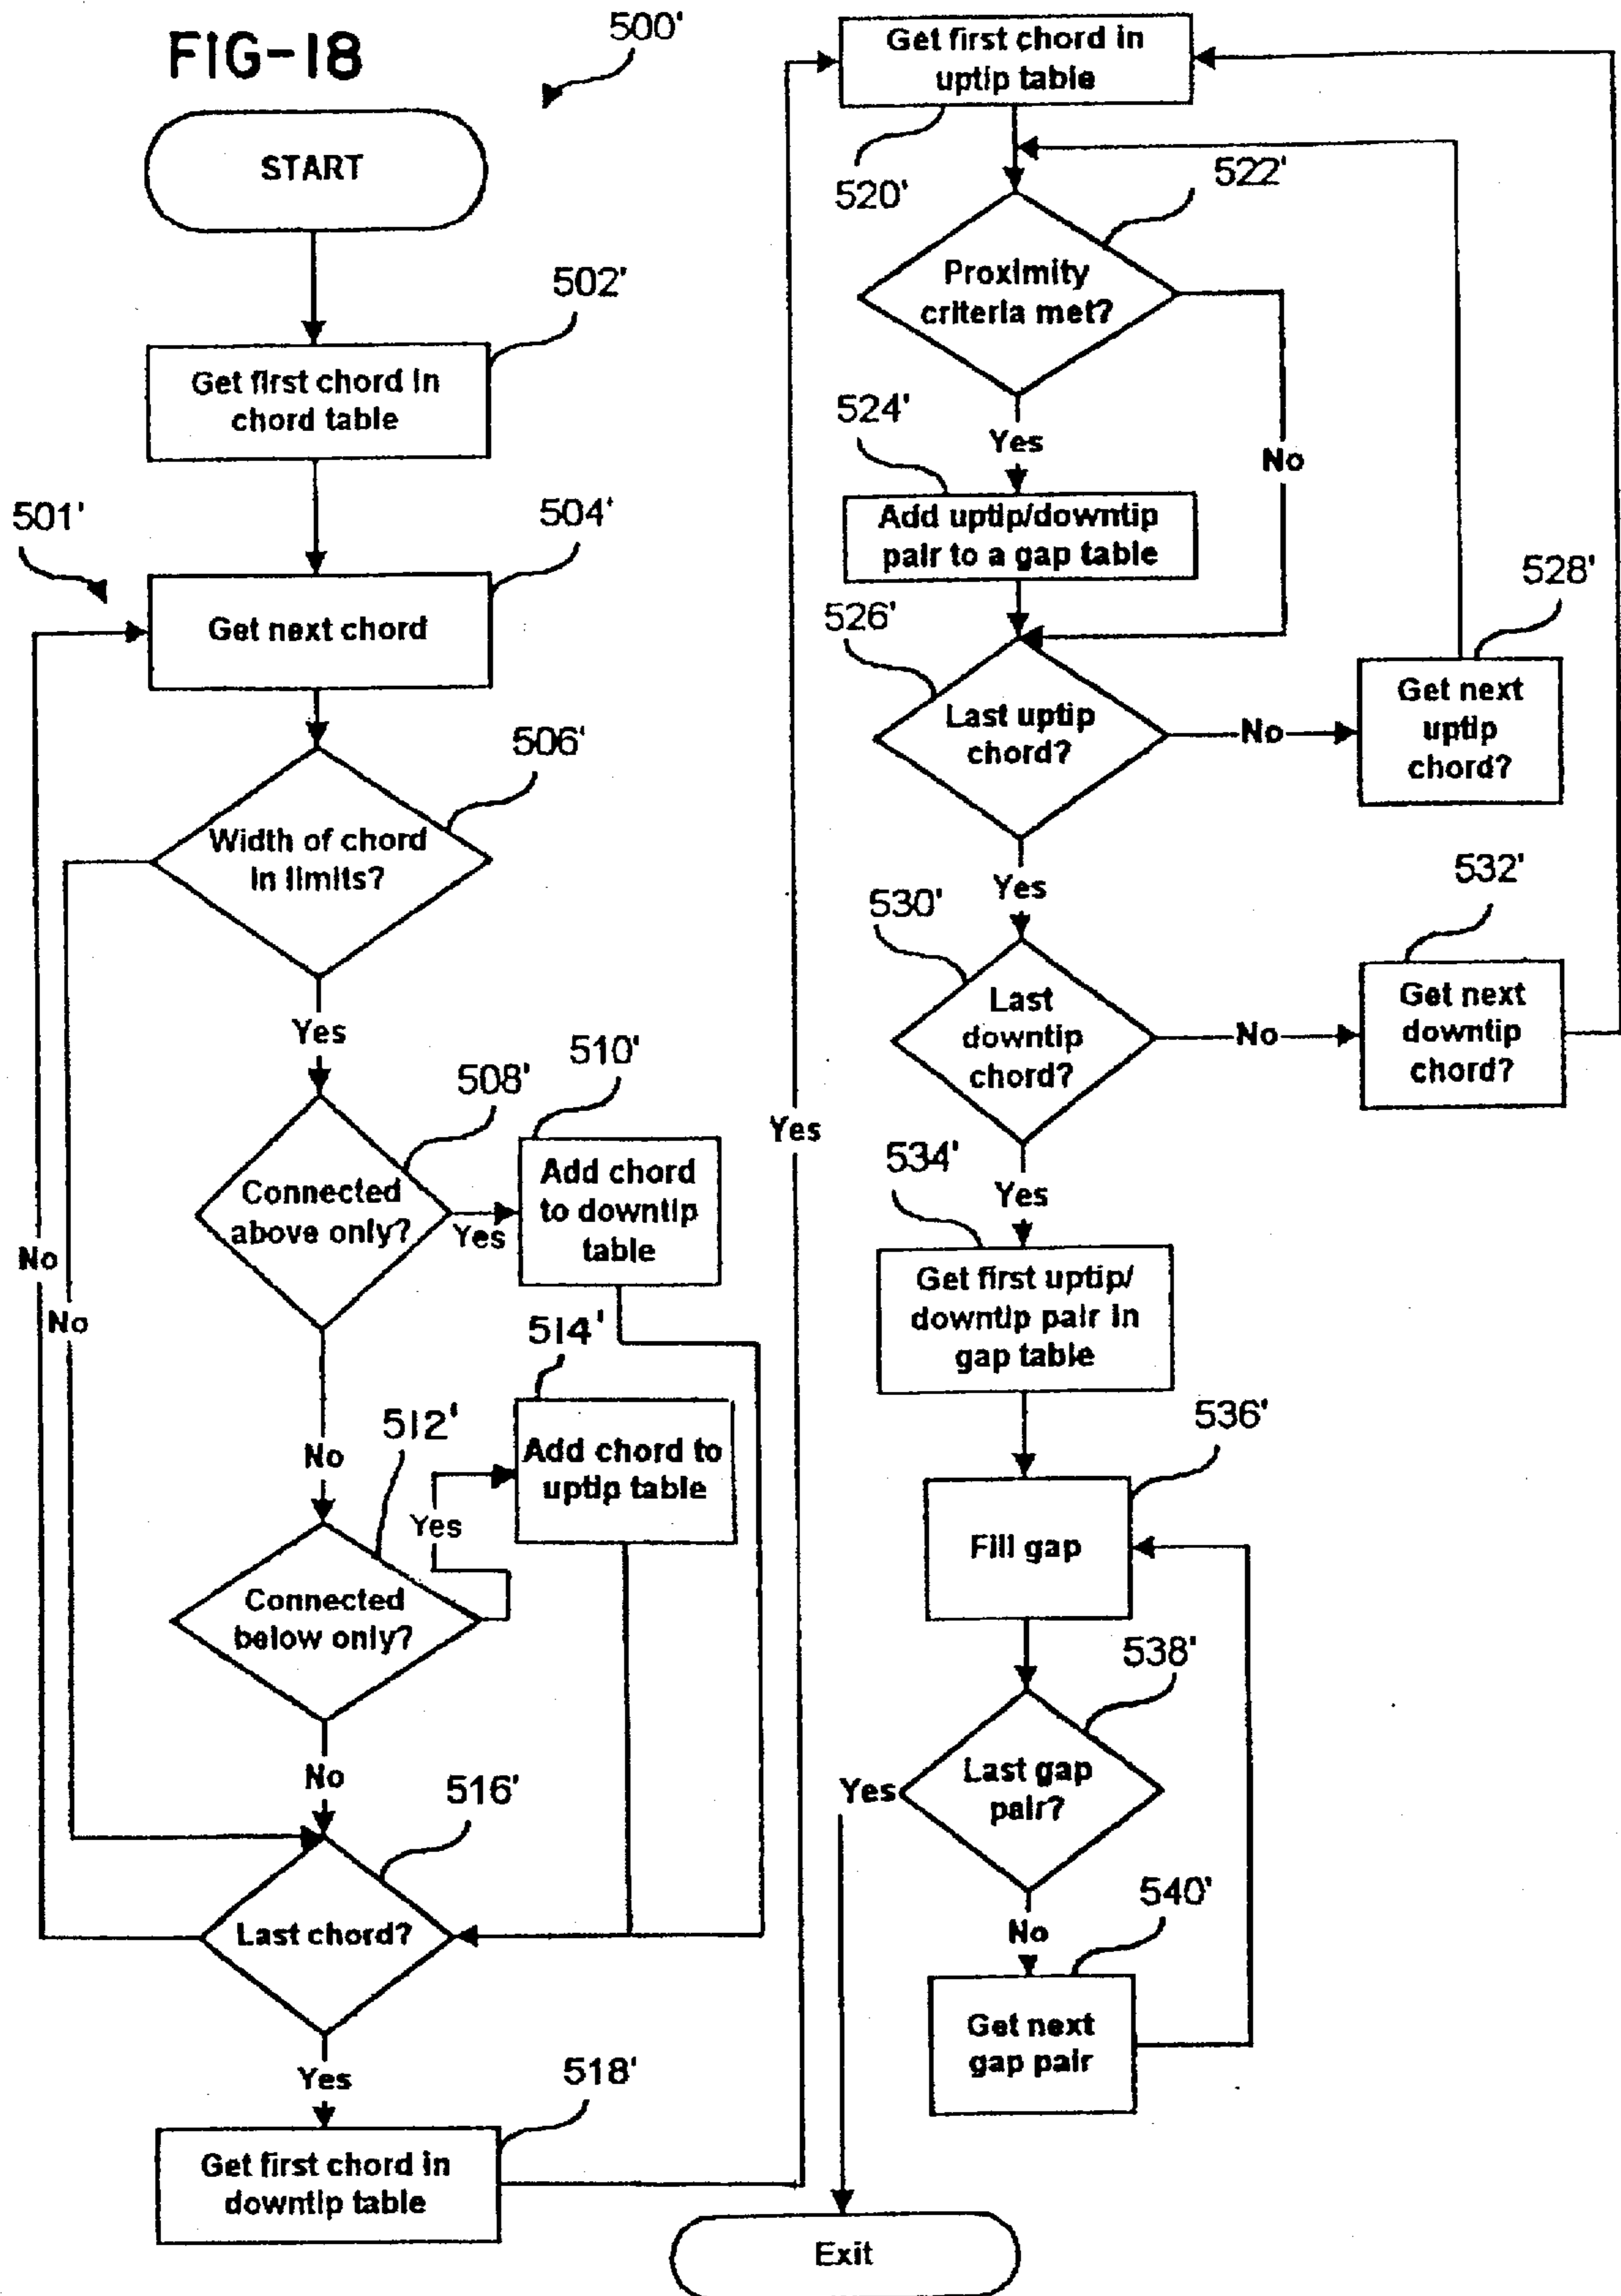 FIG-18
500'
START
502'
Get first chord in
chord table
501'
504'
Get next chord
506'
Width of chord
in limits?
Yes
508'
510'
Connected
above only?
Yes
Add chord
to downtip
table
No
No
514'
512'
No
Add chord to
uptip table
Yes
Connected
below only?
No
516'
Last chord?
Yes
518'
Get first chord in
downtip table
Yes
Get first chord in
uptip table
520'
522'
Proximity
criteria met?
524'
Yes
No
Add uptip/downtip
pair to a gap table
526'
528'
Last uptip
chord?
No
Get next
uptip
chord?
Yes
530'
532'
Last
downtip
chord?
No
Get next
downtip
chord?
534'
Yes
Get first uptip/
downtip pair in
gap table
536'
Fill gap
538'
Last gap
pair?
Yes
540'
No
Get next
gap pair
Exit